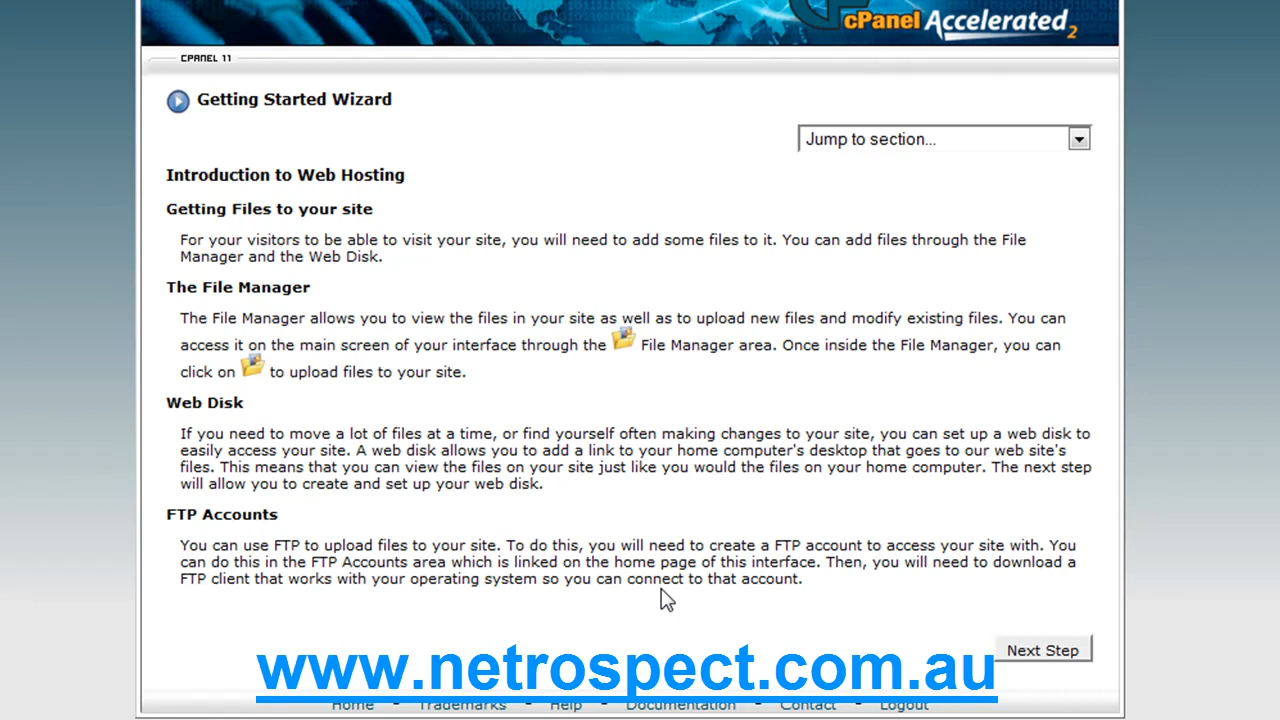 cPanel Accelerated2
CPANEL 11
Getting Started Wizard
Jump to section...
Introduction to Web Hosting
Getting Files to your site
For your visitors to be able to visit your site, you will need to add some files to it. You can add files through the File
Manager and the Web Disk.
The File Manager
The File Manager allows you to view the files in your site as well as to upload new files and modify existing files. You can
access it on the main screen of your interface through the File Manager area. Once inside the File Manager, you can
click on to upload files to your site.
Web Disk
If you need to move a lot of files at a time, or find yourself often making changes to your site, you can set up a web disk to
easily access your site. A web disk allows you to add a link to your home computer's desktop that goes to our web site's
files. This means that you can view the files on your site just like you would the files on your home computer. The next step
will allow you to create and set up your web disk.
FTP Accounts
You can use FTP to upload files to your site. To do this, you will need to create a FTP account to access your site with. You
can do this in the FTP Accounts area which is linked on the home page of this interface. Then, you will need to download a
FTP client that works with your operating system so you can connect to that account.
Next Step
www.netrospect.com.au
Home • Trademarks • Help • Documentation • Contact • Logout